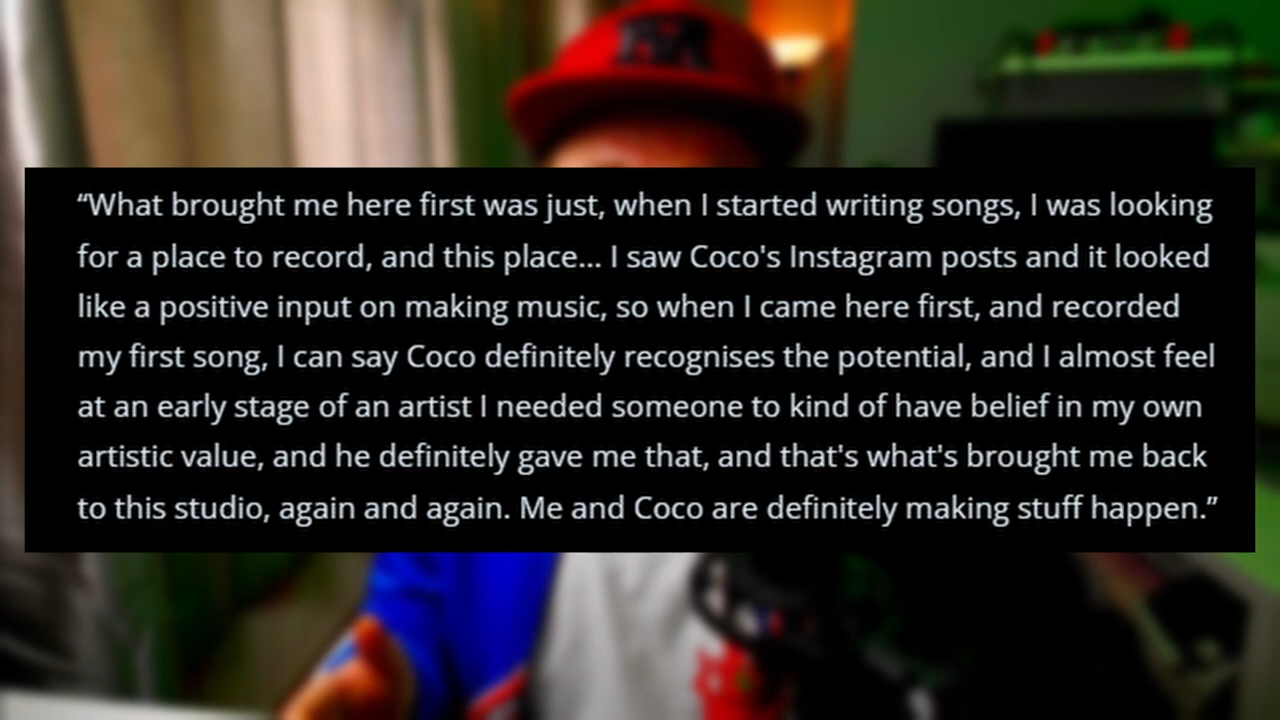 “What brought me here first was just, when I started writing songs, I was looking
for a place to record, and this place... I saw Coco's Instagram posts and it looked
like a positive input on making music, so when I came here first, and recorded
my first song, I can say Coco definitely recognises the potential, and I almost feel
at an early stage of an artist I needed someone to kind of have belief in my own
artistic value, and he definitely gave me that, and that's what's brought me back
to this studio, again and again. Me and Coco are definitely making stuff happen.”